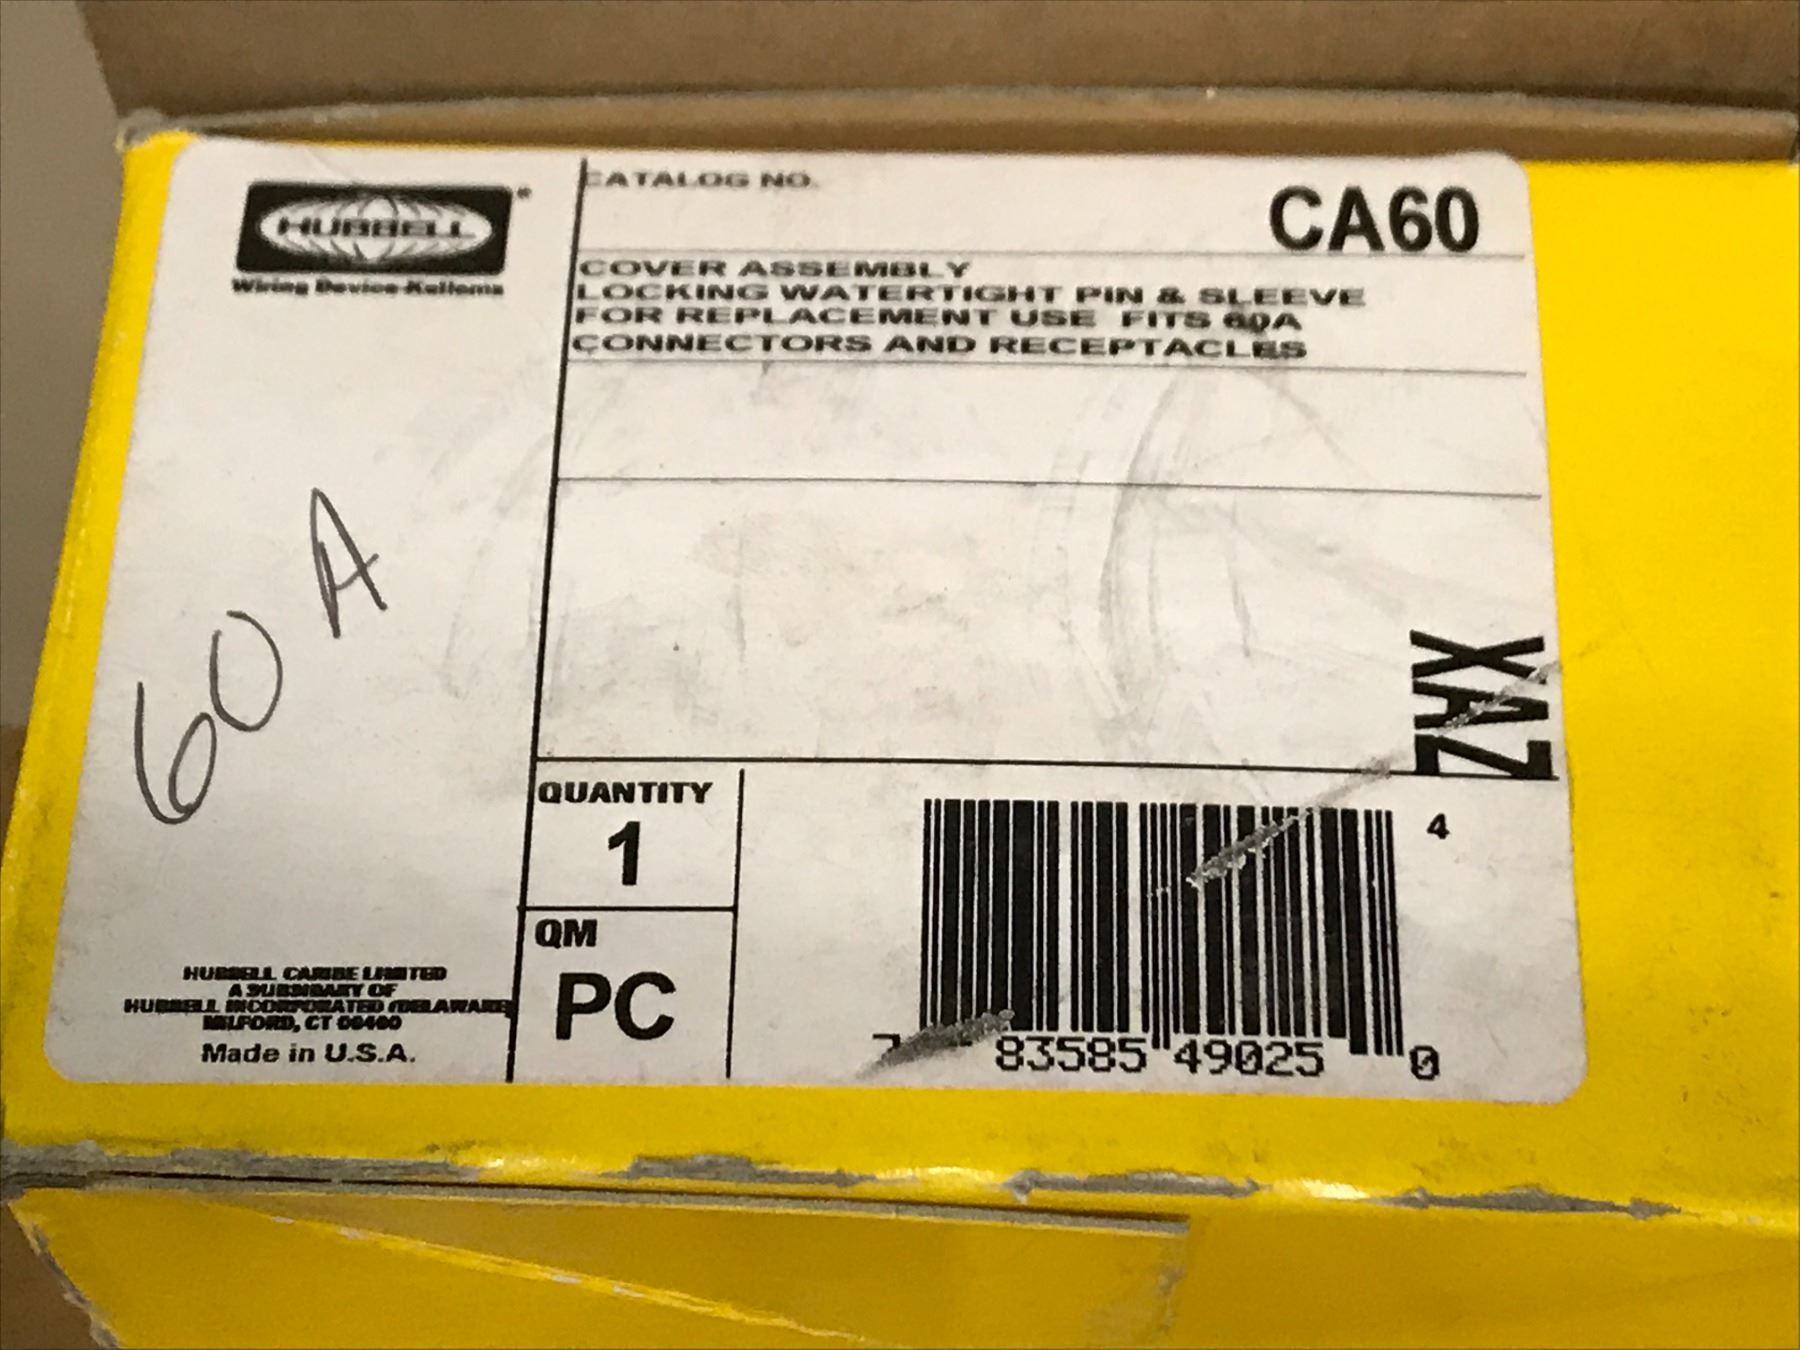 HUBBELL®
Wiring Device-Kellems
CATALOG NO.
CA60
COVER ASSEMBLY
LOCKING WATERTIGHT PIN & SLEEVE
FOR REPLACEMENT USE FITS 60A
CONNECTORS AND RECEPTACLES
60 A
XAZ
QUANTITY
1
QM
PC
4
7 83585 49025 0
HUBBELL CARIBE LIMITED
A SUBSIDIARY OF
HUBBELL INCORPORATED (DELAWARE)
MILFORD, CT 06460
Made in U.S.A.